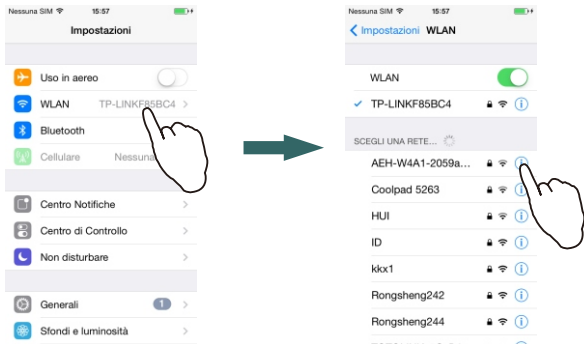 Nessuna SIM 15:57
Impostazioni
Uso in aereo
WLAN TP-LINKF85BC4
Bluetooth
Cellulare Nessuna
Centro Notifiche
Centro di Controllo
Non disturbare
Generali 1
Sfondi e luminosità
Nessuna SIM 15:57
Impostazioni WLAN
WLAN
TP-LINKF85BC4
SCEGLI UNA RETE...
AEH-W4A1-2059a...
Coolpad 5263
HUI
ID
kkx1
Rongsheng242
Rongsheng244